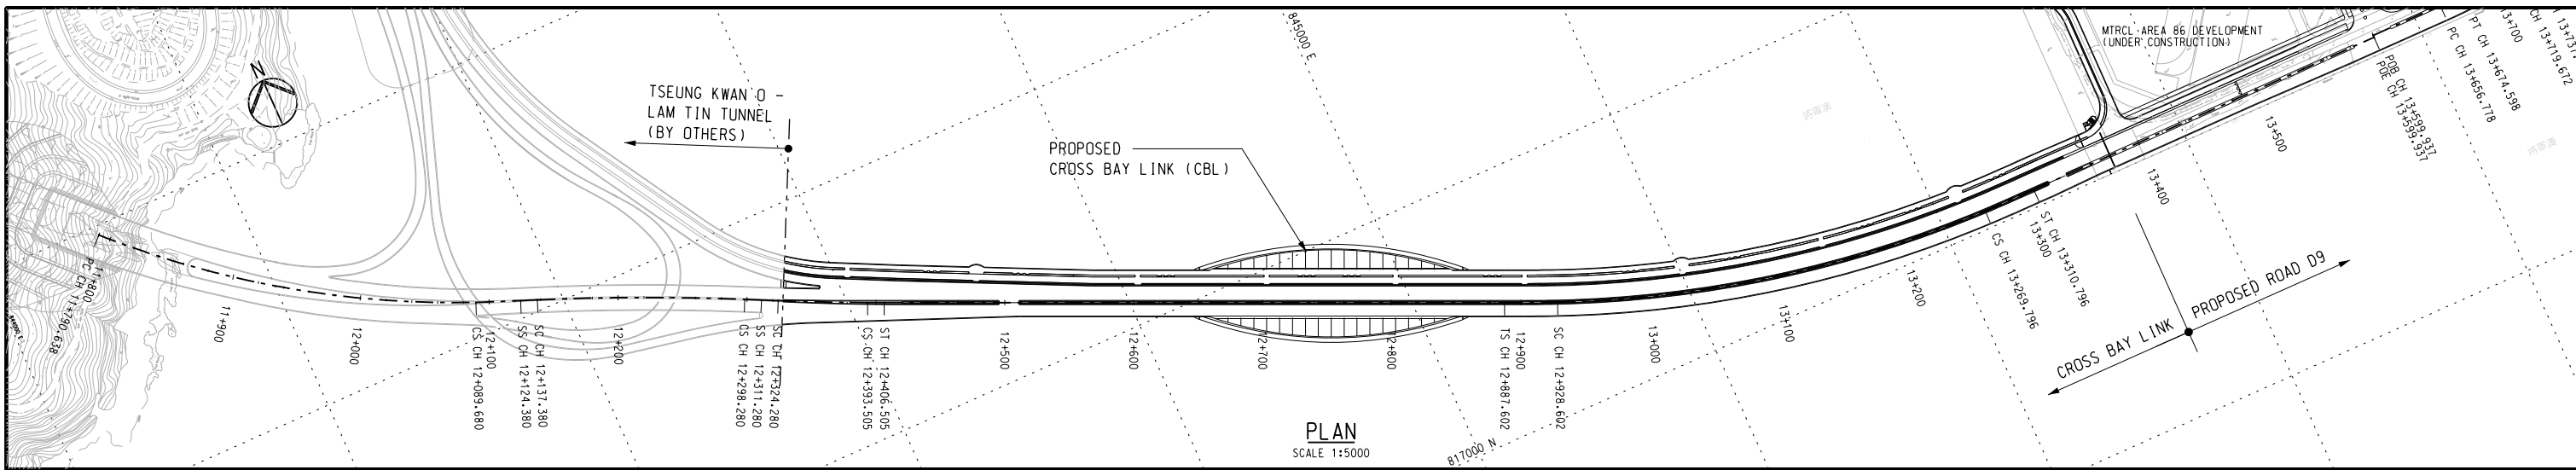 N
TSEUNG KWAN O -
LAM TIN TUNNEL
(BY OTHERS)
845000 E
MTRCL AREA 86 DEVELOPMENT
(UNDER CONSTRUCTION)
PROPOSED
CROSS BAY LINK (CBL)
11+800
PC CH 11+790.638
11+900
12+000
CS CH 12+089.680
12+100
SS CH 12+124.380
SC CH 12+137.380
12+200
CS CH 12+298.280
SS CH 12+311.280
SC CH 12+324.280
CS CH 12+393.505
ST CH 12+406.505
12+500
12+600
12+700
12+800
TS CH 12+887.602
12+900
SC CH 12+928.602
13+000
13+100
13+200
CS CH 13+269.796
13+300
ST CH 13+310.796
13+400
13+500
POB CH 13+599.937
POE CH 13+599.937
PC CH 13+656.778
PT CH 13+674.598
13+700
CH 13+719.672
CROSS BAY LINK
PROPOSED ROAD D9
817000 N
PLAN
SCALE 1:5000